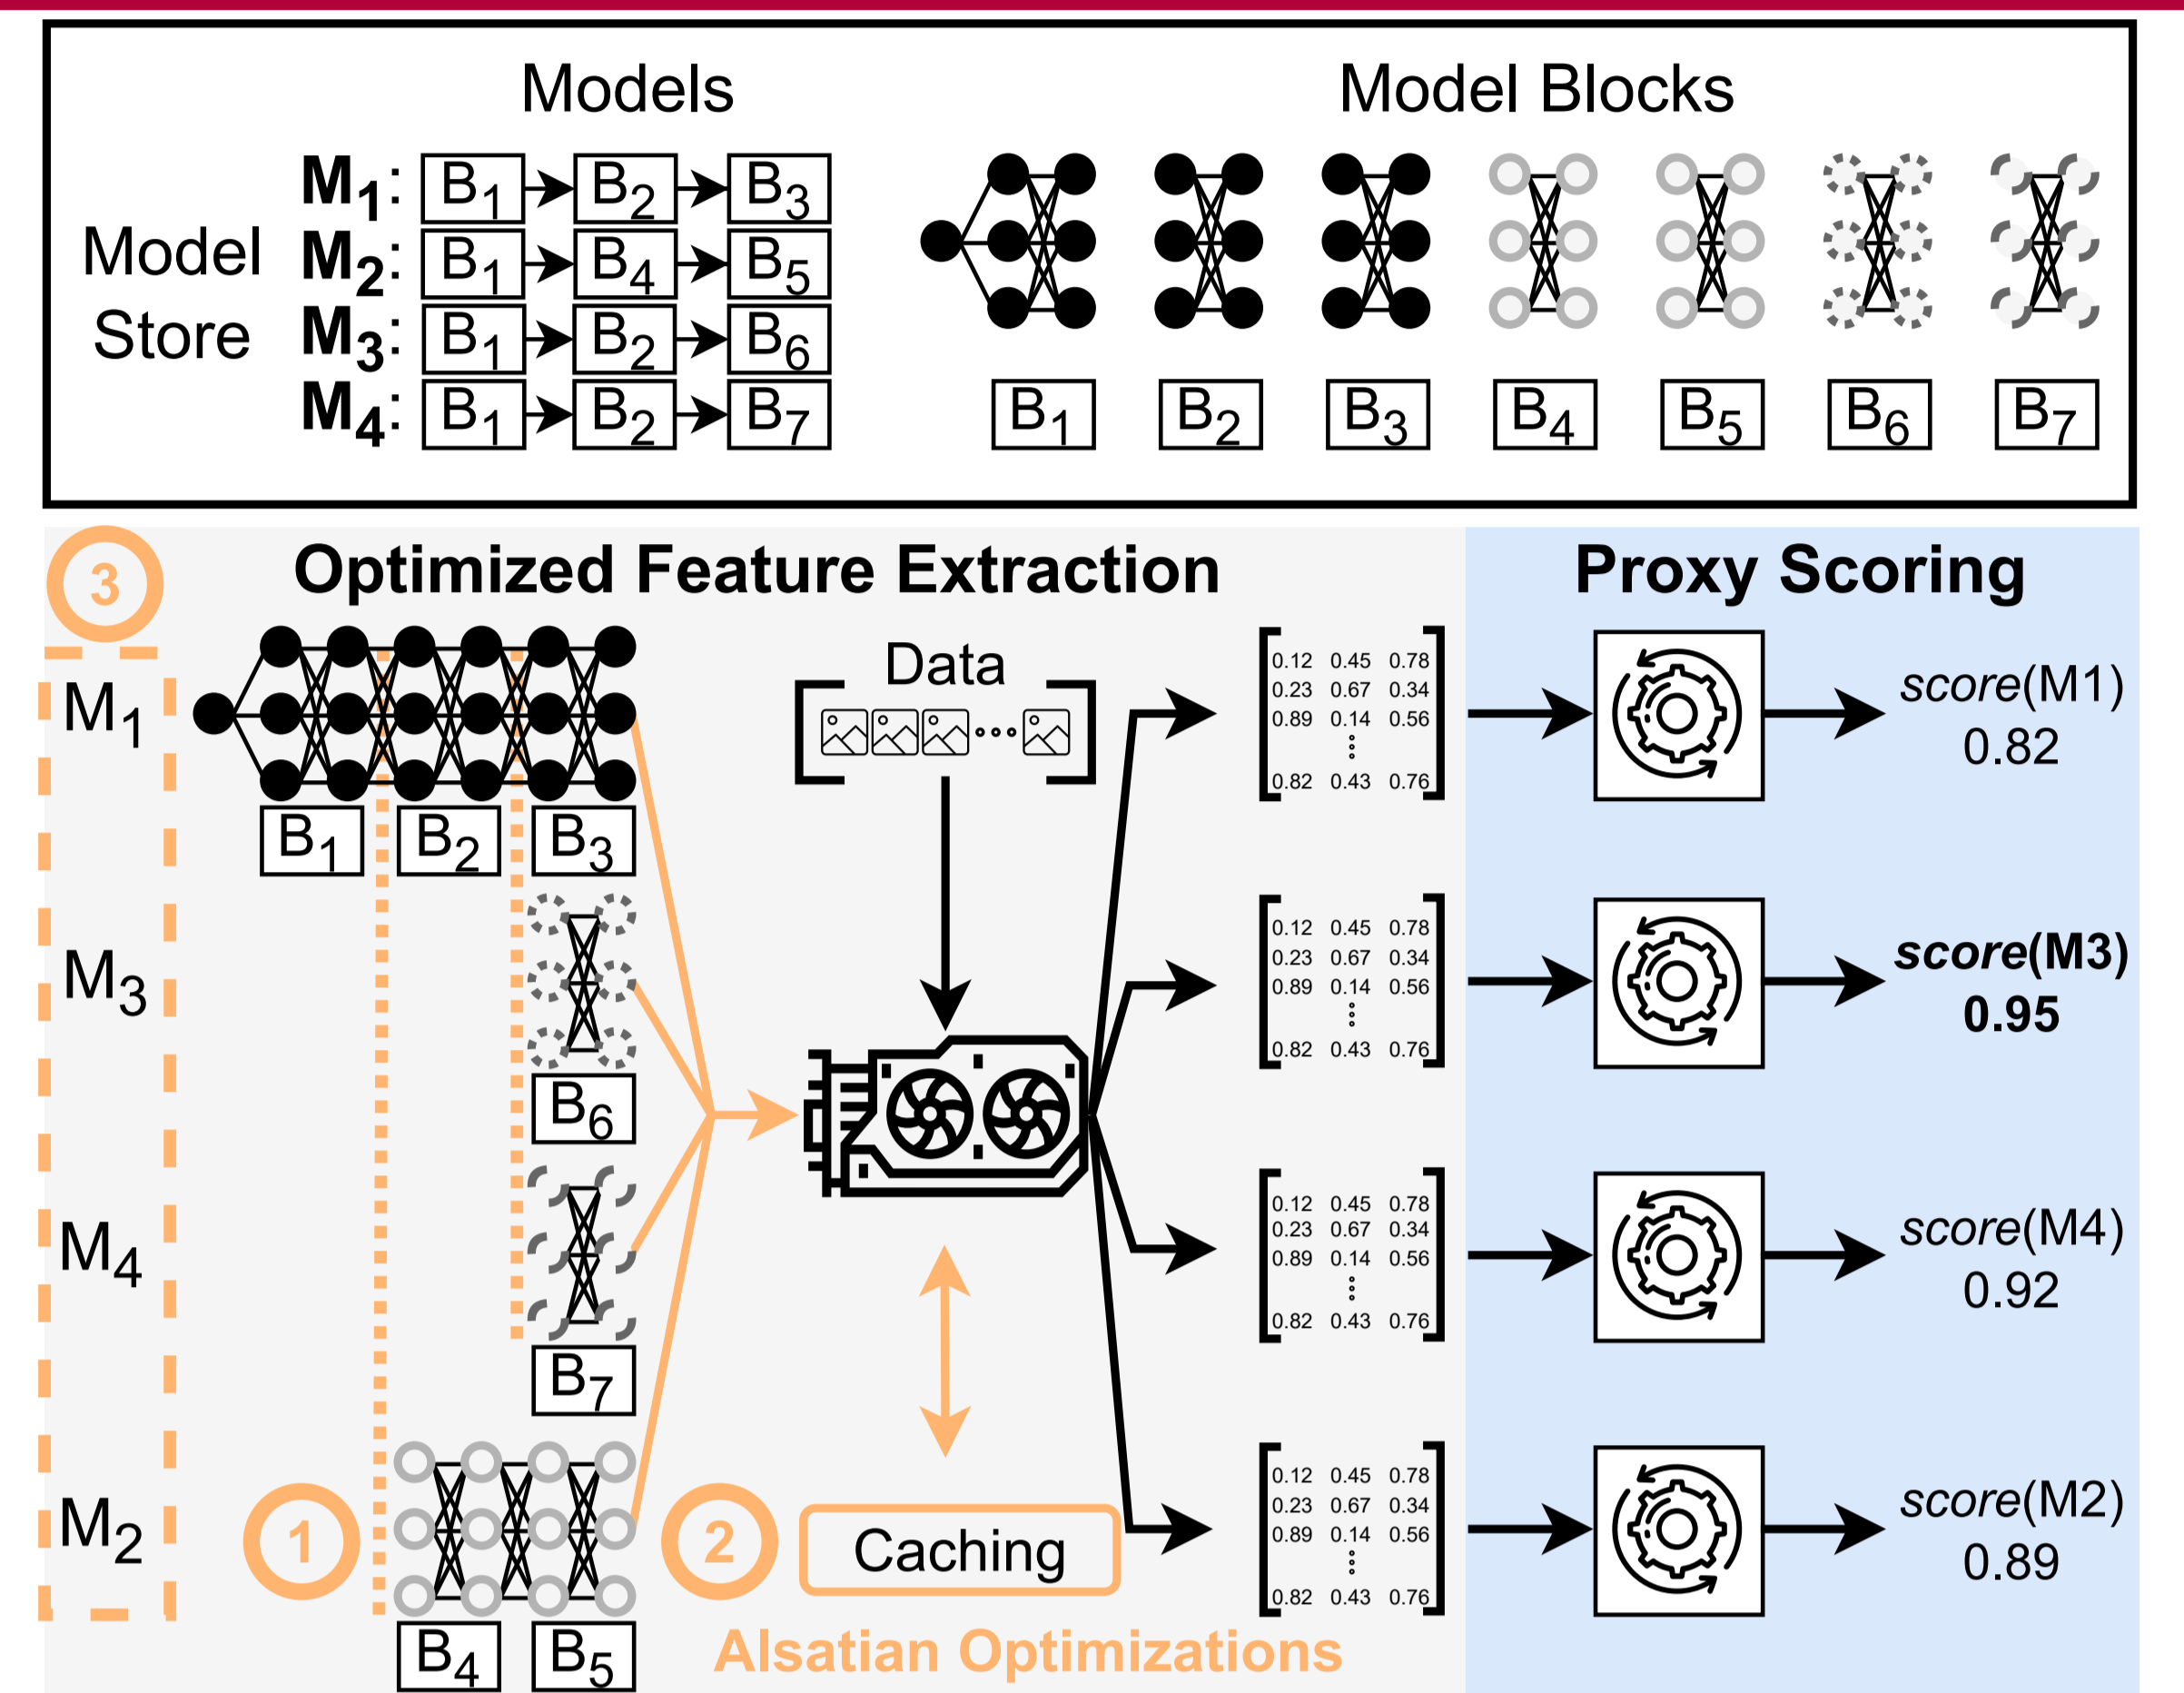 Models
Model Blocks
Model
Store
M1: B1 B2 B3
M2: B1 B4 B5
M3: B1 B2 B6
M4: B1 B2 B7
B1 B2 B3 B4 B5 B6 B7
3
Optimized Feature Extraction
Proxy Scoring
M1
B1 B2 B3
Data
0.12 0.45 0.78
0.23 0.67 0.34
0.89 0.14 0.56
0.82 0.43 0.76
score(M1)
0.82
M3
B6
0.12 0.45 0.78
0.23 0.67 0.34
0.89 0.14 0.56
0.82 0.43 0.76
score(M3)
0.95
M4
B7
0.12 0.45 0.78
0.23 0.67 0.34
0.89 0.14 0.56
0.82 0.43 0.76
score(M4)
0.92
M2
1
B4 B5
2
Caching
0.12 0.45 0.78
0.23 0.67 0.34
0.89 0.14 0.56
0.82 0.43 0.76
score(M2)
0.89
Alsatian Optimizations